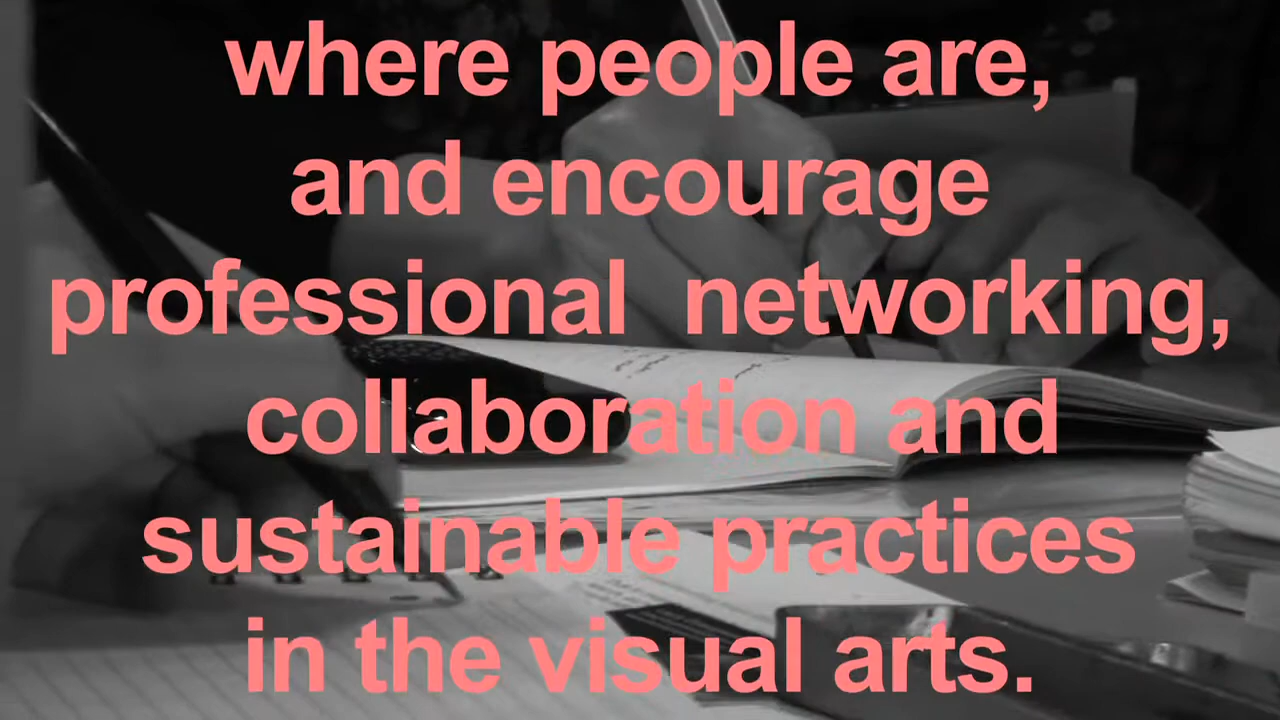 where people are,
and encourage
professional  networking,
collaboration and
sustainable practices
in the visual arts.